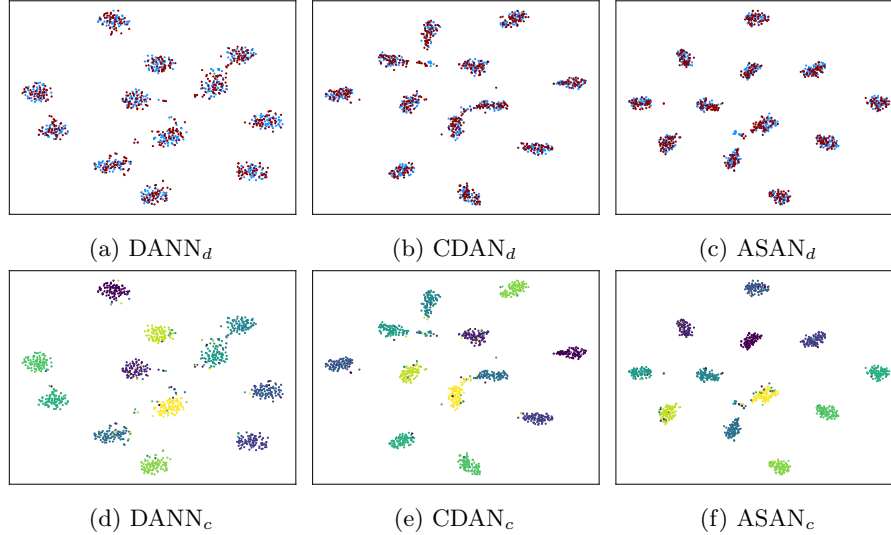 (a) DANN_d
(b) CDAN_d
(c) ASAN_d
(d) DANN_c
(e) CDAN_c
(f) ASAN_c